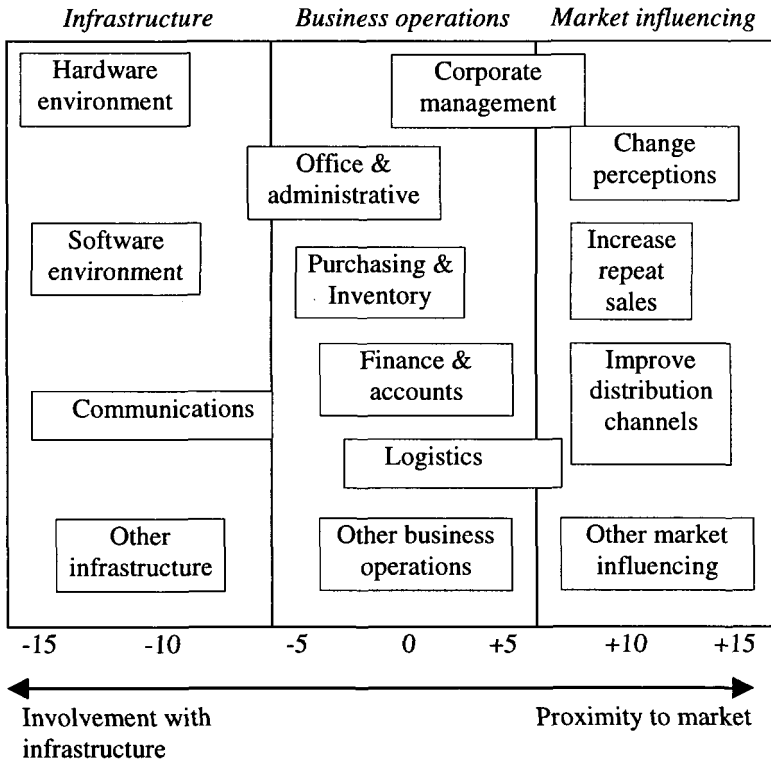 Infrastructure
Business operations
Market influencing
Hardware
environment
Corporate
management
Change
perceptions
Office &
administrative
Software
environment
Purchasing &
Inventory
Increase
repeat
sales
Finance &
accounts
Improve
distribution
channels
Communications
Logistics
Other
infrastructure
Other business
operations
Other market
influencing
-15 -10 -5 0 +5 +10 +15
Involvement with
infrastructure
Proximity to market